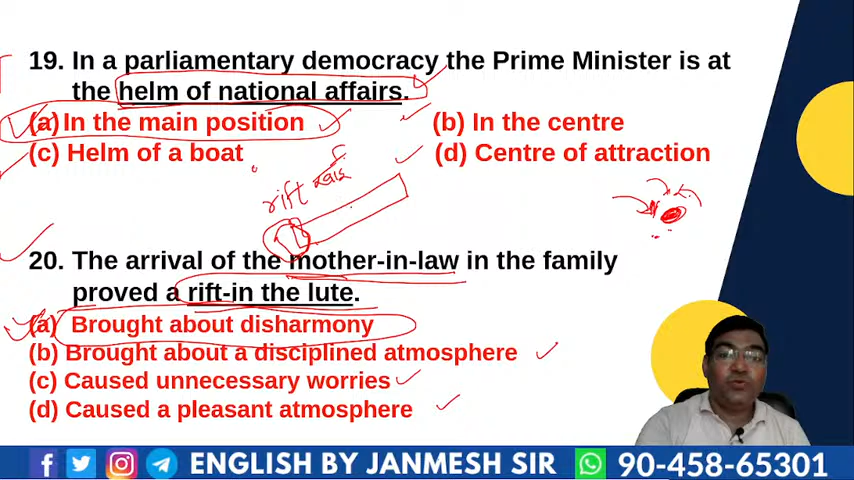 19. In a parliamentary democracy the Prime Minister is at
the helm of national affairs.
(a) In the main position
(b) In the centre
(c) Helm of a boat
(d) Centre of attraction
rift
20. The arrival of the mother-in-law in the family
proved a rift-in the lute.
(a) Brought about disharmony
(b) Brought about a disciplined atmosphere
(c) Caused unnecessary worries
(d) Caused a pleasant atmosphere
ENGLISH BY JANMESH SIR 90-458-65301